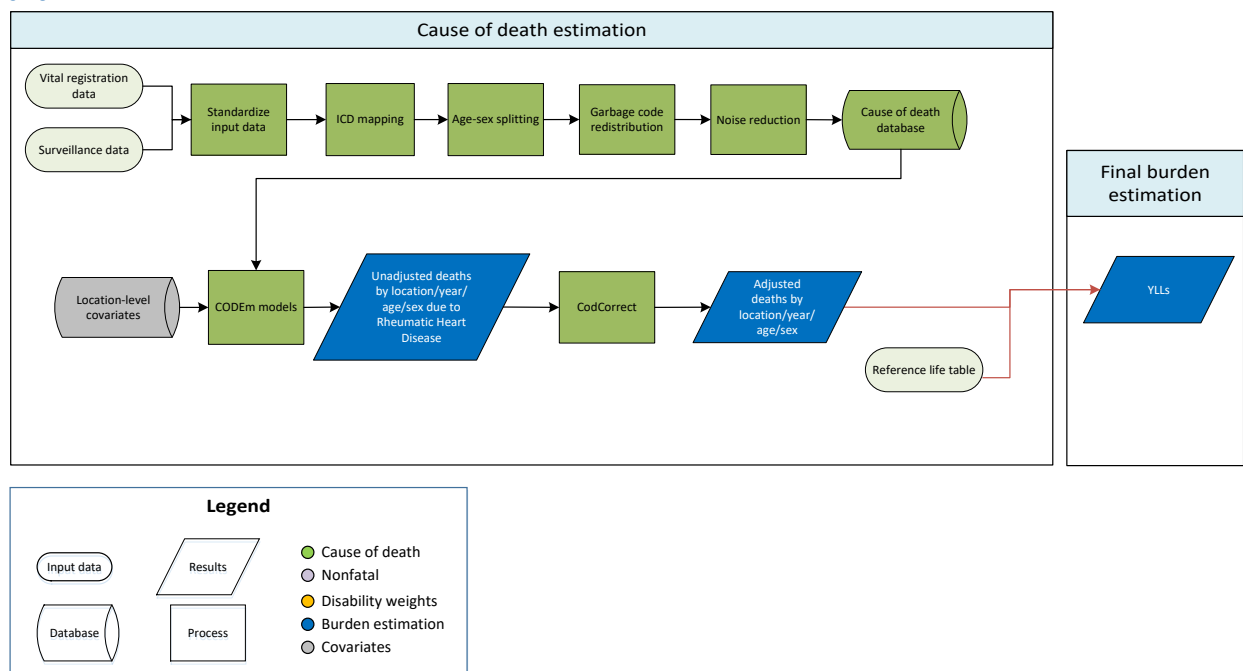 Cause of death estimation
Vital registration
data
Surveillance data
Standardize
input data
ICD mapping
Age-sex splitting
Garbage code
redistribution
Noise reduction
Cause of death
database
Final burden
estimation
Location-level
covariates
CODEm models
Unadjusted deaths
by location/year/
age/sex due to
Rheumatic Heart
Disease
CodCorrect
Adjusted
deaths by
location/year/
age/sex
YLLs
Reference life table
Legend
Input data
Results
Database
Process
Cause of death
Nonfatal
Disability weights
Burden estimation
Covariates